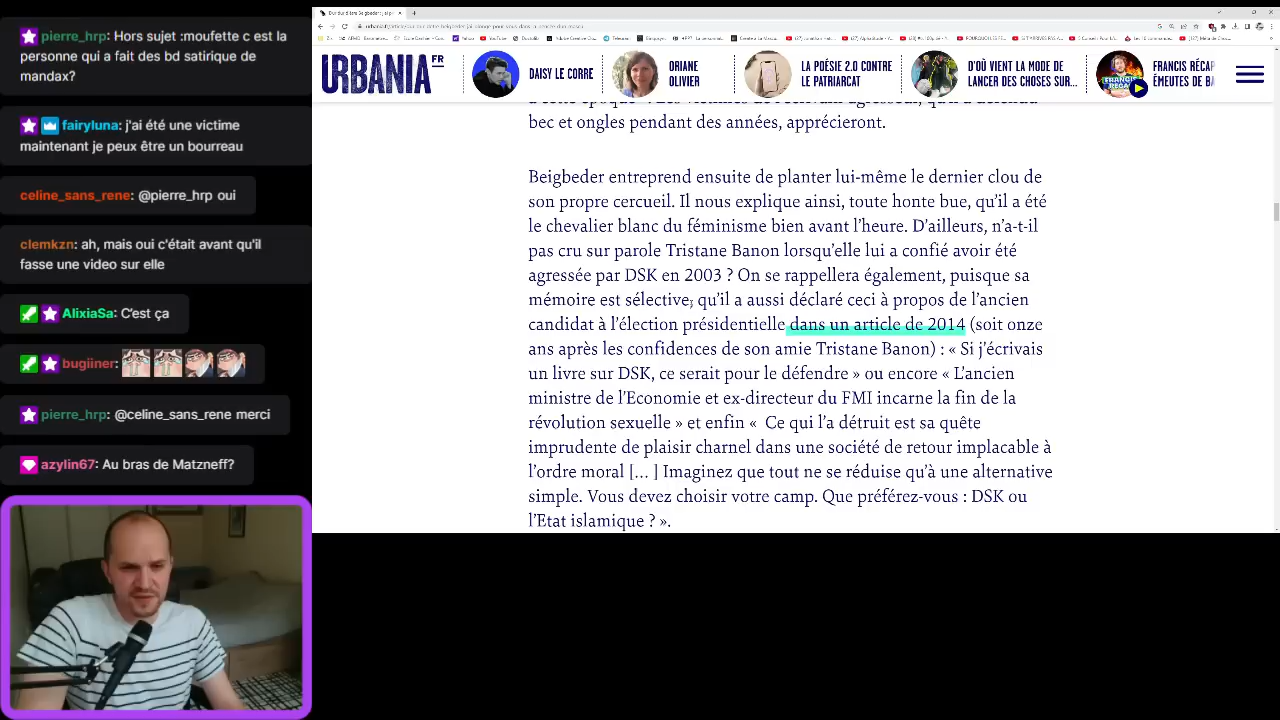 pierre_hrp: Hors sujet :moufette c est la
personne qui a fait des bd satirique de
mandax?
fairyluna: j'ai été une victime
maintenant je peux être un bourreau
celine_sans_rene: @pierre_hrp oui
clemkzn: ah, mais oui c'était avant qu'il
fasse une video sur elle
AlixiaSa: C'est ça
bugiiner:
pierre_hrp: @celine_sans_rene merci
azylin67: Au bras de Matzneff?
URBANIA FR
DAISY LE CORRE
ORIANE
OLIVIER
LA POÉSIE 2.0 CONTRE
LE PATRIARCAT
D'OÙ VIENT LA MODE DE
LANCER DES CHOSES SUR...
FRANCIS RÉCAP
ÉMEUTES DE BA
bec et ongles pendant des années, apprécieront.
Beigbeder entreprend ensuite de planter lui-même le dernier clou de
son propre cercueil. Il nous explique ainsi, toute honte bue, qu'il a été
le chevalier blanc du féminisme bien avant l'heure. D'ailleurs, n'a-t-il
pas cru sur parole Tristane Banon lorsqu'elle lui a confié avoir été
agressée par DSK en 2003 ? On se rappellera également, puisque sa
mémoire est sélective, qu'il a aussi déclaré ceci à propos de l'ancien
candidat à l'élection présidentielle dans un article de 2014 (soit onze
ans après les confidences de son amie Tristane Banon) : « Si j'écrivais
un livre sur DSK, ce serait pour le défendre » ou encore « L'ancien
ministre de l'Economie et ex-directeur du FMI incarne la fin de la
révolution sexuelle » et enfin « Ce qui l'a détruit est sa quête
imprudente de plaisir charnel dans une société de retour implacable à
l'ordre moral [... ] Imaginez que tout ne se réduise qu'à une alternative
simple. Vous devez choisir votre camp. Que préférez-vous : DSK ou
l'Etat islamique ? ».